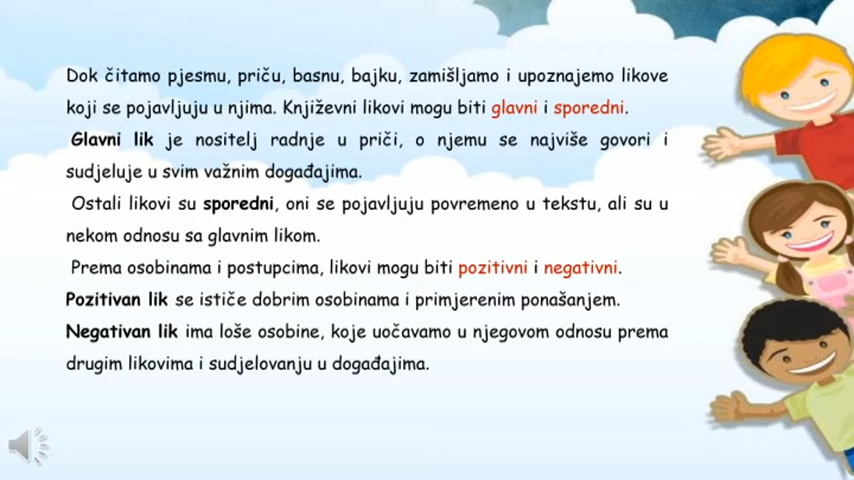 Dok čitamo pjesmu, priču, basnu, bajku, zamišljamo i upoznajemo likove
koji se pojavljuju u njima. Književni likovi mogu biti glavni i sporedni.
Glavni lik je nositelj radnje u priči, o njemu se najviše govori i
sudjeluje u svim važnim događajima.
Ostali likovi su sporedni, oni se pojavljuju povremeno u tekstu, ali su u
nekom odnosu sa glavnim likom.
Prema osobinama i postupcima, likovi mogu biti pozitivni i negativni.
Pozitivan lik se ističe dobrim osobinama i primjerenim ponašanjem.
Negativan lik ima loše osobine, koje uočavamo u njegovom odnosu prema
drugim likovima i sudjelovanju u događajima.